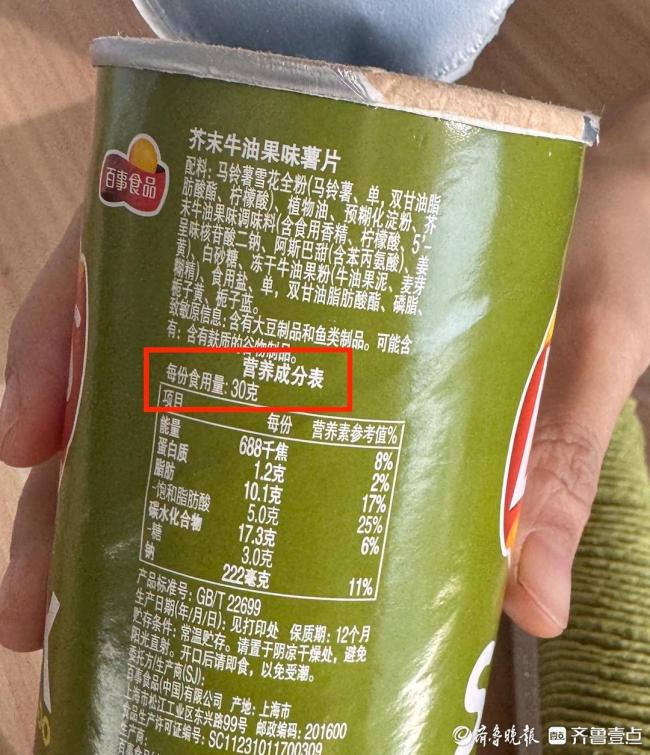 百事食品
芥末牛油果味薯片
配料: 马铃薯雪花全粉(马铃薯、单，双甘油脂
肪酸酯、柠檬酸)、植物油、预糊化淀粉、芥
末牛油果味调味料(含食用香精、柠檬酸、5'-
呈味核苷酸二钠、阿斯巴甜(含苯丙氨酸)、姜
黄)、白砂糖、冻干牛油果粉(牛油果泥、麦芽
糊精)、食用盐、单，双甘油脂肪酸酯、磷脂、
栀子黄、栀子蓝。
致敏原信息: 含有大豆制品和鱼类制品。可能含
有: 含有麸质的谷物制品。
营养成分表
每份食用量: 30克
项目 每份 营养素参考值%
能量 688千焦 8%
蛋白质 1.2克 2%
脂肪 10.1克 17%
-饱和脂肪酸 5.0克 25%
碳水化合物 17.3克 6%
-糖 3.0克
钠 222毫克 11%
产品标准号: GB/T 22699
生产日期(年/月/日): 见打印处 保质期: 12个月
贮存条件: 常温贮存。请置于阴凉干燥处，避免
阳光直射。开口后请即食，以免受潮。
委托方/生产商(SJ):
百事食品(中国)有限公司 产地: 上海市
上海市松江工业区东兴路99号 邮政编码: 201600
食品生产许可证编号: SC11231011700309
齐鲁晚报 齐鲁壹点